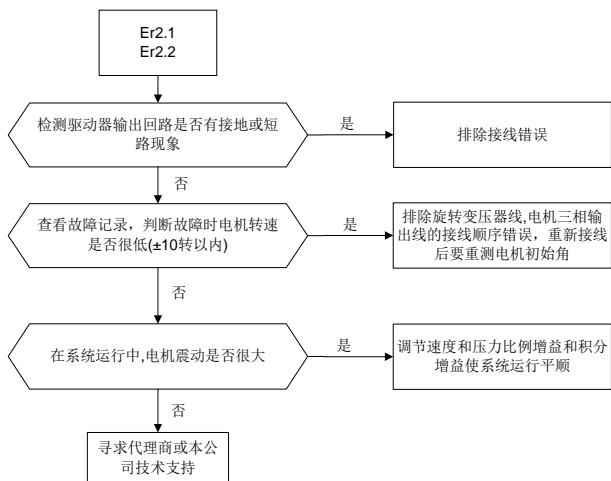 Er2.1
Er2.2
检测驱动器输出回路是否有接地或短
路现象
是
排除接线错误
否
查看故障记录，判断故障时电机转速
是否很低(±10转以内)
是
排除旋转变压器线,电机三相输
出线的接线顺序错误，重新接线
后要重测电机初始角
否
在系统运行中,电机震动是否很大
是
调节速度和压力比例增益和积分
增益使系统运行平顺
否
寻求代理商或本公
司技术支持